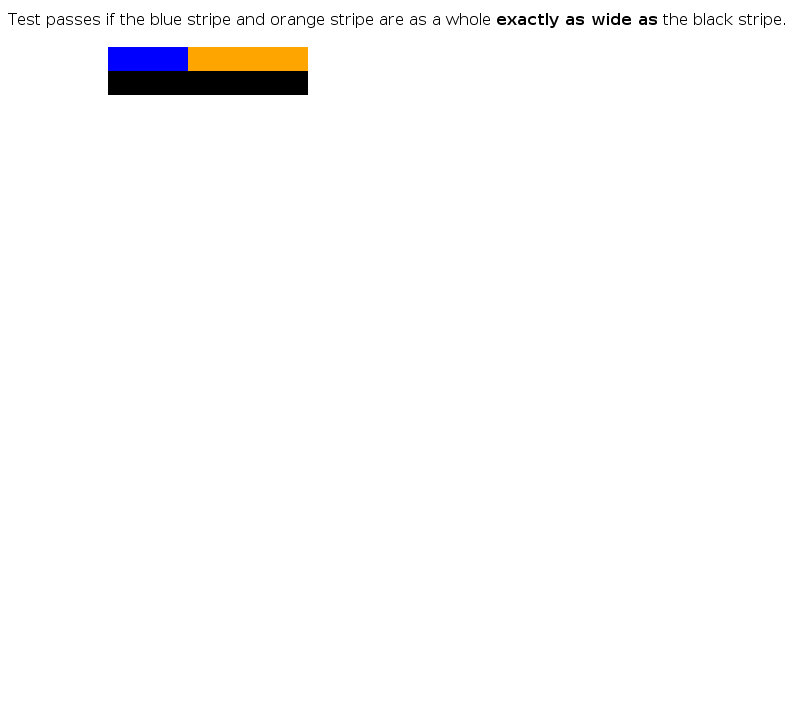 Test passes if the blue stripe and orange stripe are as a whole exactly as wide as the black stripe.